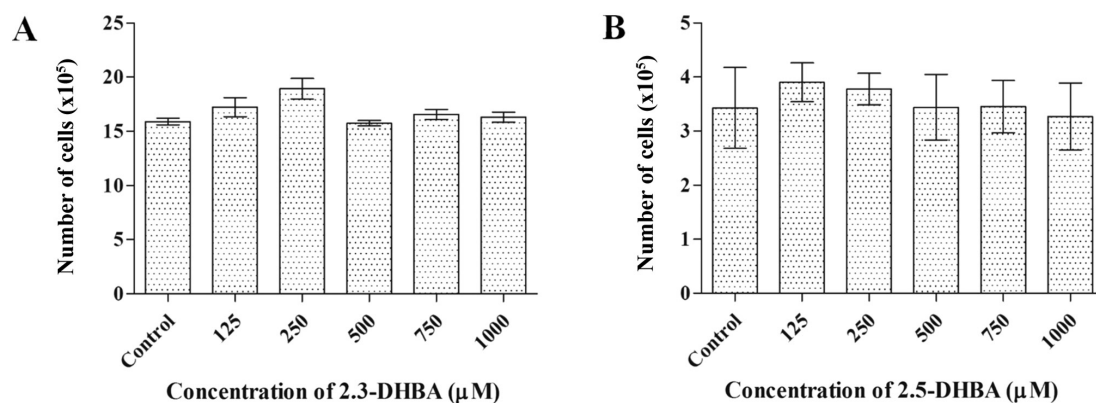 A
Number of cells (x10⁵)
25
20
15
10
5
0
Control
125
250
500
750
1000
Concentration of 2.3-DHBA (μM)
B
Number of cells (x10⁵)
5
4
3
2
1
0
Control
125
250
500
750
1000
Concentration of 2.5-DHBA (μM)